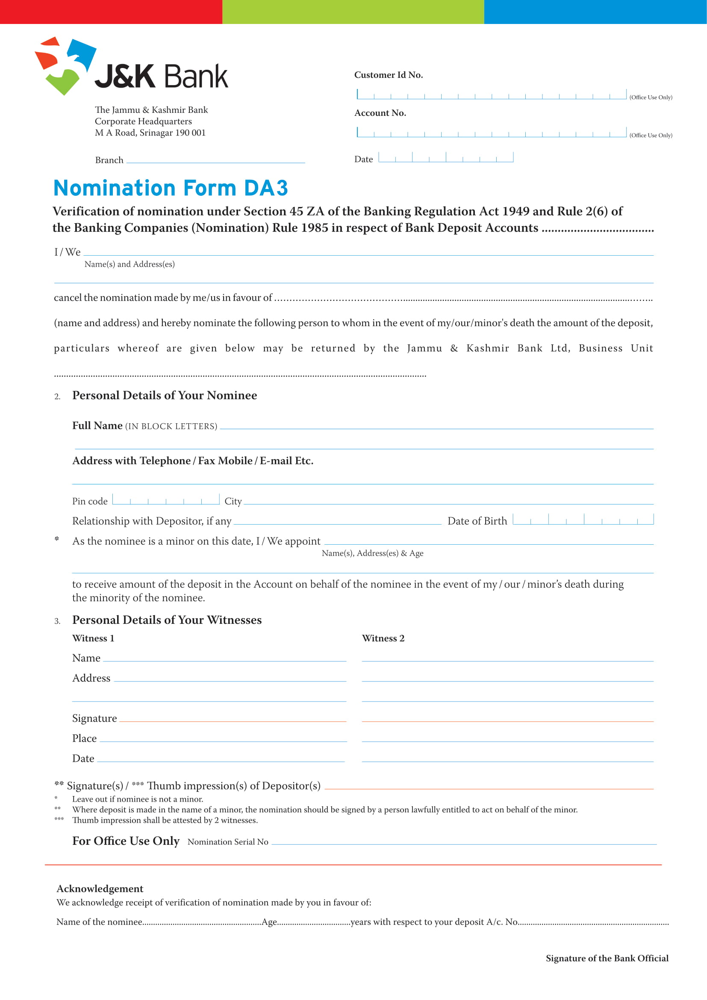 J&K Bank
The Jammu & Kashmir Bank
Corporate Headquarters
M A Road, Srinagar 190 001
Branch
Customer Id No.
(Office Use Only)
Account No.
(Office Use Only)
Date
Nomination Form DA3
Verification of nomination under Section 45 ZA of the Banking Regulation Act 1949 and Rule 2(6) of
the Banking Companies (Nomination) Rule 1985 in respect of Bank Deposit Accounts ...................................
I / We
Name(s) and Address(es)
cancel the nomination made by me/us in favour of ................................................................................
(name and address) and hereby nominate the following person to whom in the event of my/our/minor's death the amount of the deposit,
particulars whereof are given below may be returned by the Jammu & Kashmir Bank Ltd, Business Unit
................................................................................
2. Personal Details of Your Nominee
Full Name (IN BLOCK LETTERS)
Address with Telephone / Fax Mobile / E-mail Etc.
Pin code City
Relationship with Depositor, if any Date of Birth
* As the nominee is a minor on this date, I / We appoint
Name(s), Address(es) & Age
to receive amount of the deposit in the Account on behalf of the nominee in the event of my / our / minor’s death during
the minority of the nominee.
3. Personal Details of Your Witnesses
Witness 1 Witness 2
Name
Address
Signature
Place
Date
** Signature(s) / *** Thumb impression(s) of Depositor(s)
* Leave out if nominee is not a minor.
** Where deposit is made in the name of a minor, the nomination should be signed by a person lawfully entitled to act on behalf of the minor.
*** Thumb impression shall be attested by 2 witnesses.
For Office Use Only Nomination Serial No
Acknowledgement
We acknowledge receipt of verification of nomination made by you in favour of:
Name of the nominee.......................................................Age..................................years with respect to your deposit A/c. No......................................................................
Signature of the Bank Official